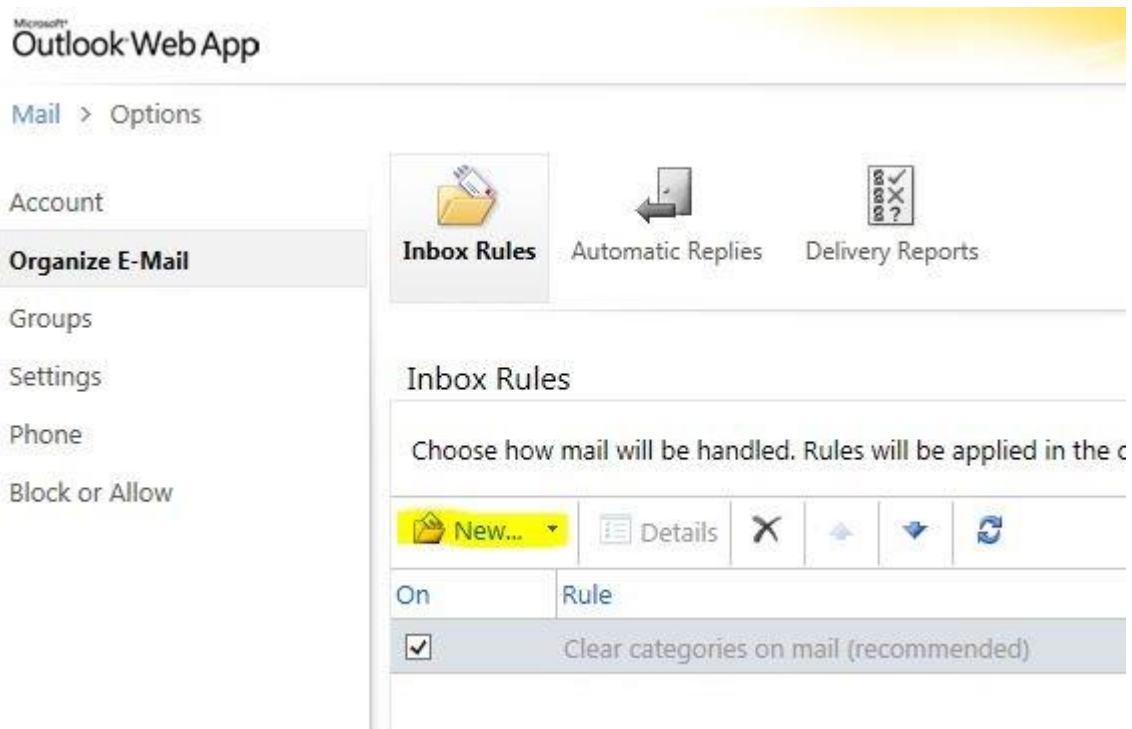 Microsoft®
Outlook Web App
Mail > Options
Account
Organize E-Mail
Groups
Settings
Phone
Block or Allow
Inbox Rules
Automatic Replies
Delivery Reports
Inbox Rules
Choose how mail will be handled. Rules will be applied in the
New... Details
On Rule
Clear categories on mail (recommended)